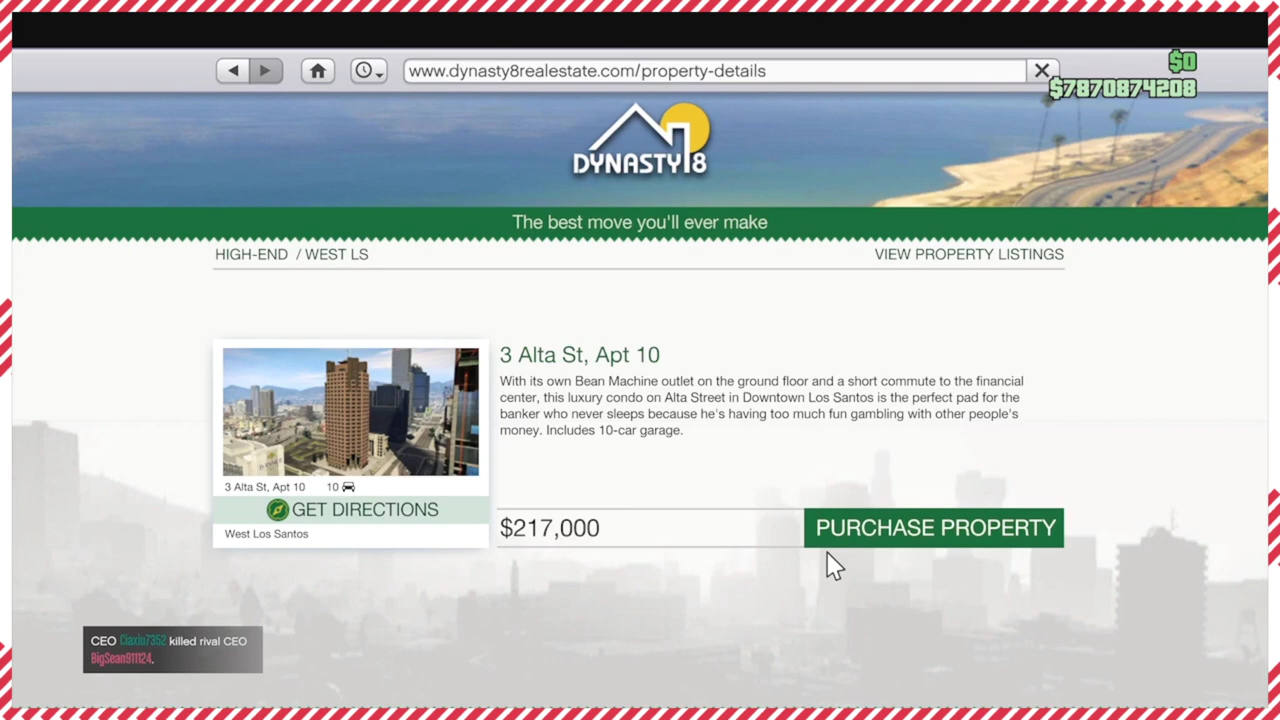 www.dynasty8realestate.com/property-details
$0
$7870874208
DYNASTY 8
The best move you'll ever make
HIGH-END / WEST LS
VIEW PROPERTY LISTINGS
3 Alta St, Apt 10
With its own Bean Machine outlet on the ground floor and a short commute to the financial
center, this luxury condo on Alta Street in Downtown Los Santos is the perfect pad for the
banker who never sleeps because he's having too much fun gambling with other people's
money. Includes 10-car garage.
3 Alta St, Apt 10 10
GET DIRECTIONS
West Los Santos
$217,000
PURCHASE PROPERTY
CEO Ciaxiu7352 killed rival CEO
BigSean911124.